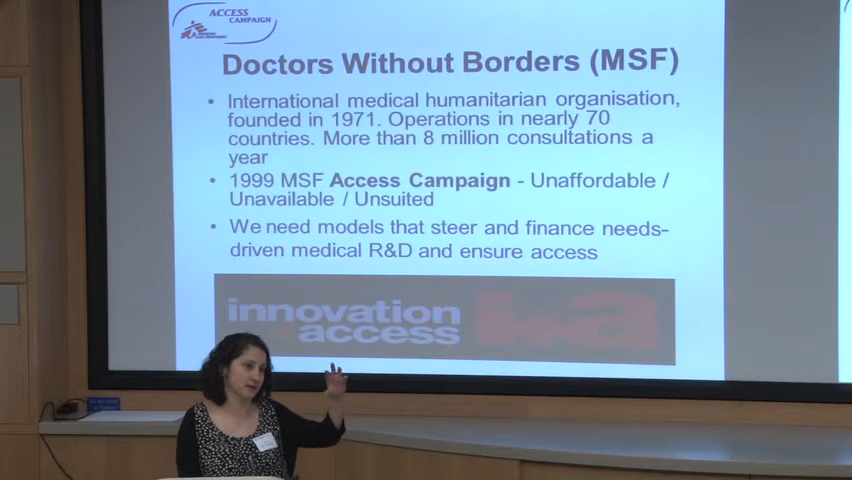 ACCESS
CAMPAIGN
Doctors Without Borders (MSF)
• International medical humanitarian organisation,
founded in 1971. Operations in nearly 70
countries. More than 8 million consultations a
year
• 1999 MSF Access Campaign - Unaffordable /
Unavailable / Unsuited
• We need models that steer and finance needs-
driven medical R&D and ensure access
innovation
+access
i+a